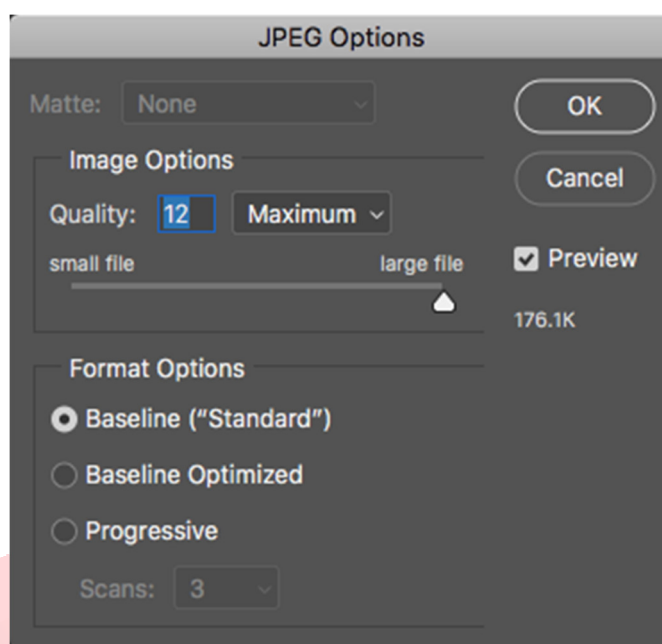 JPEG Options
Matte: None
OK
Image Options
Cancel
Quality: 12 Maximum
small file large file
Preview
176.1K
Format Options
Baseline (“Standard”)
Baseline Optimized
Progressive
Scans: 3